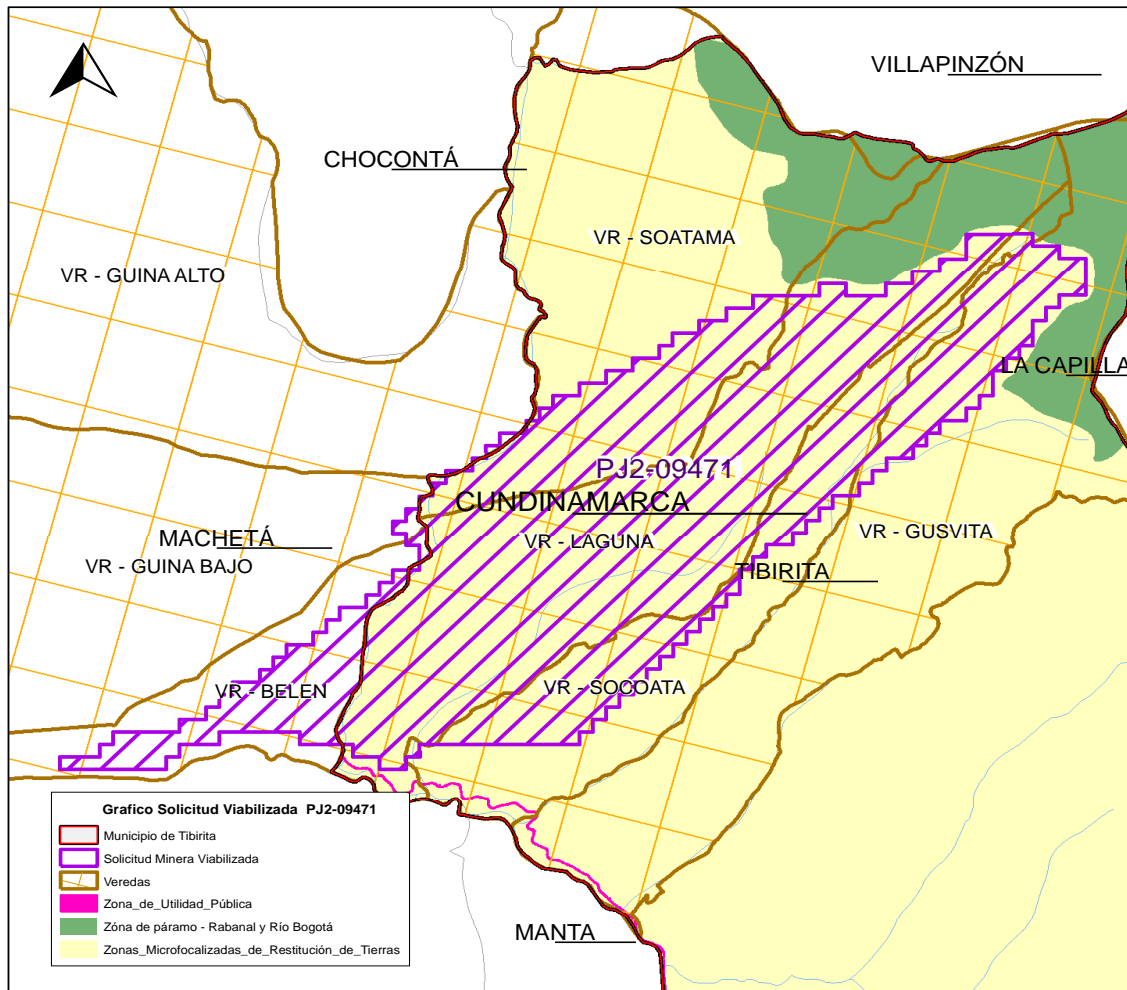 VILLAPINZÓN
CHOCONTÁ
VR - SOATAMA
VR - GUINA ALTO
LA CAPILLA
PJ2-09471
CUNDINAMARCA
VR - GUSVITA
MACHETÁ
VR - LAGUNA
VR - GUINA BAJO
TIBIRITA
VR - BELEN
VR - SOCOATA
Grafico Solicitud Viabilizada PJ2-09471
Municipio de Tibirita
Solicitud Minera Viabilizada
Veredas
Zona_de_Utilidad_Pública
Zóna de páramo - Rabanal y Río Bogotá
Zonas_Microfocalizadas_de_Restitución_de_Tierras
MANTA